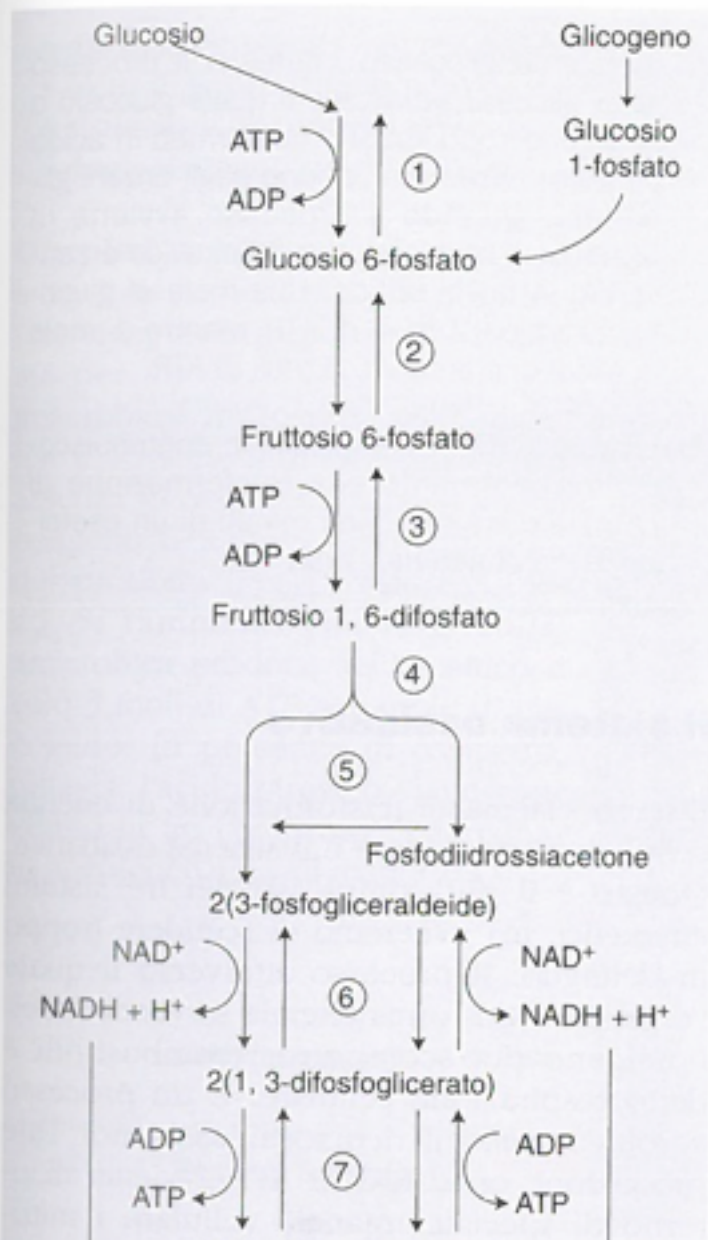 Glucosio
Glicogeno
ATP
ADP
①
Glucosio
1-fosfato
Glucosio 6-fosfato
②
Fruttosio 6-fosfato
ATP
ADP
③
Fruttosio 1, 6-difosfato
④
⑤
Fosfodiidrossiacetone
2(3-fosfogliceraldeide)
NAD⁺
NADH + H⁺
⑥
NAD⁺
NADH + H⁺
2(1, 3-difosfoglicerato)
ADP
ATP
⑦
ADP
ATP